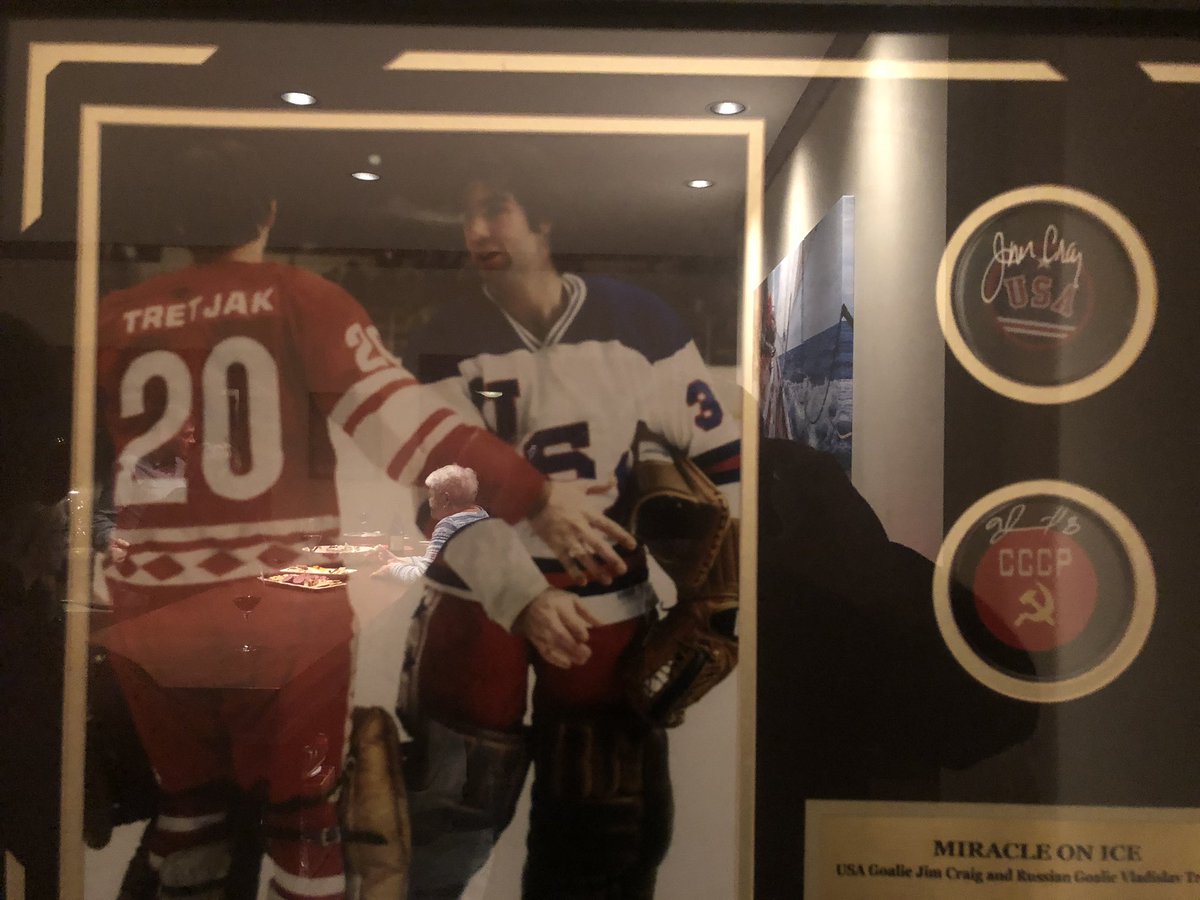 TRETJAK
20
20
U
S
3
Jim Craig
USA
CCCP
MIRACLE ON ICE
USA Goalie Jim Craig and Russian Goalie Vladislav Tr